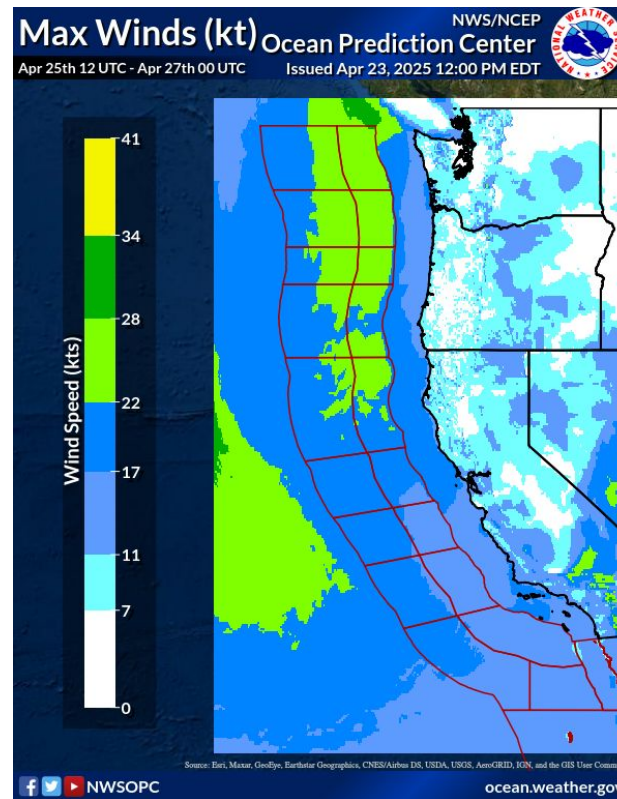 Max Winds (kt)
NWS/NCEP
Ocean Prediction Center
Apr 25th 12 UTC - Apr 27th 00 UTC
Issued Apr 23, 2025 12:00 PM EDT
NATIONAL WEATHER SERVICE
Wind Speed (kts)
41
34
28
22
17
11
7
0
Source: Esri, Maxar, GeoEye, Earthstar Geographics, CNES/Airbus DS, USDA, USGS, AeroGRID, IGN, and the GIS User Comm
NWSOPC
ocean.weather.gov